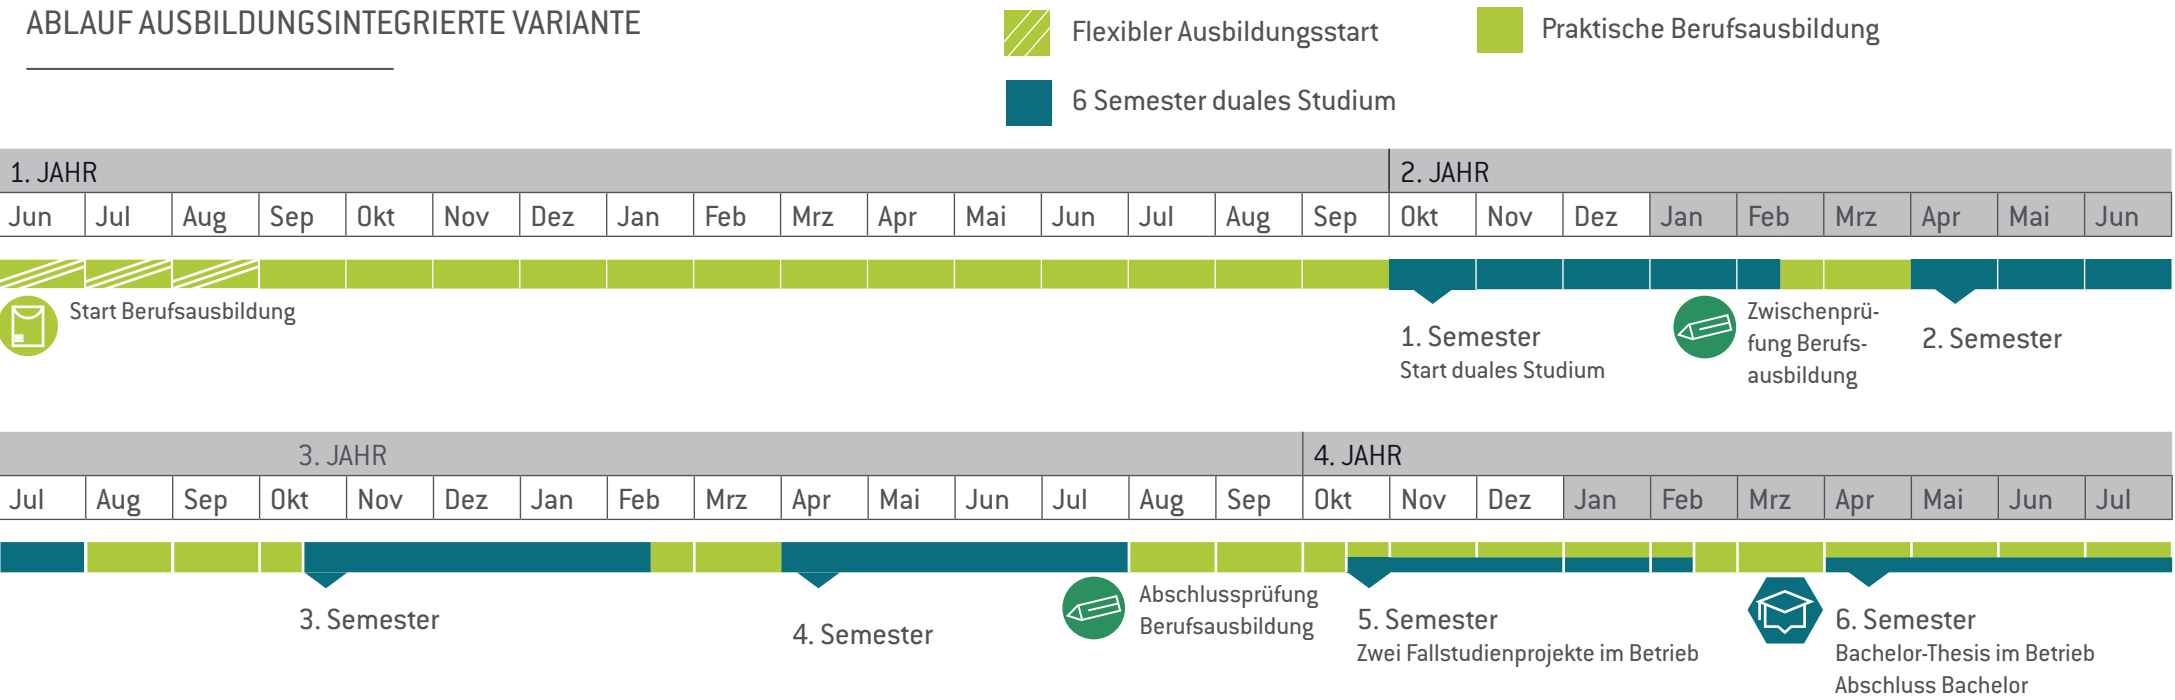 ABLAUF AUSBILDUNGSINTEGRIERTE VARIANTE
Flexibler Ausbildungsstart
Praktische Berufsausbildung
6 Semester duales Studium
1. JAHR
2. JAHR
Jun Jul Aug Sep Okt Nov Dez Jan Feb Mrz Apr Mai Jun Jul Aug Sep Okt Nov Dez Jan Feb Mrz Apr Mai Jun
Start Berufsausbildung
1. Semester
Start duales Studium
Zwischenprü-
fung Berufs-
ausbildung
2. Semester
3. JAHR
4. JAHR
Jul Aug Sep Okt Nov Dez Jan Feb Mrz Apr Mai Jun Jul Aug Sep Okt Nov Dez Jan Feb Mrz Apr Mai Jun Jul
3. Semester
4. Semester
Abschlussprüfung
Berufsausbildung
5. Semester
Zwei Fallstudienprojekte im Betrieb
6. Semester
Bachelor-Thesis im Betrieb
Abschluss Bachelor